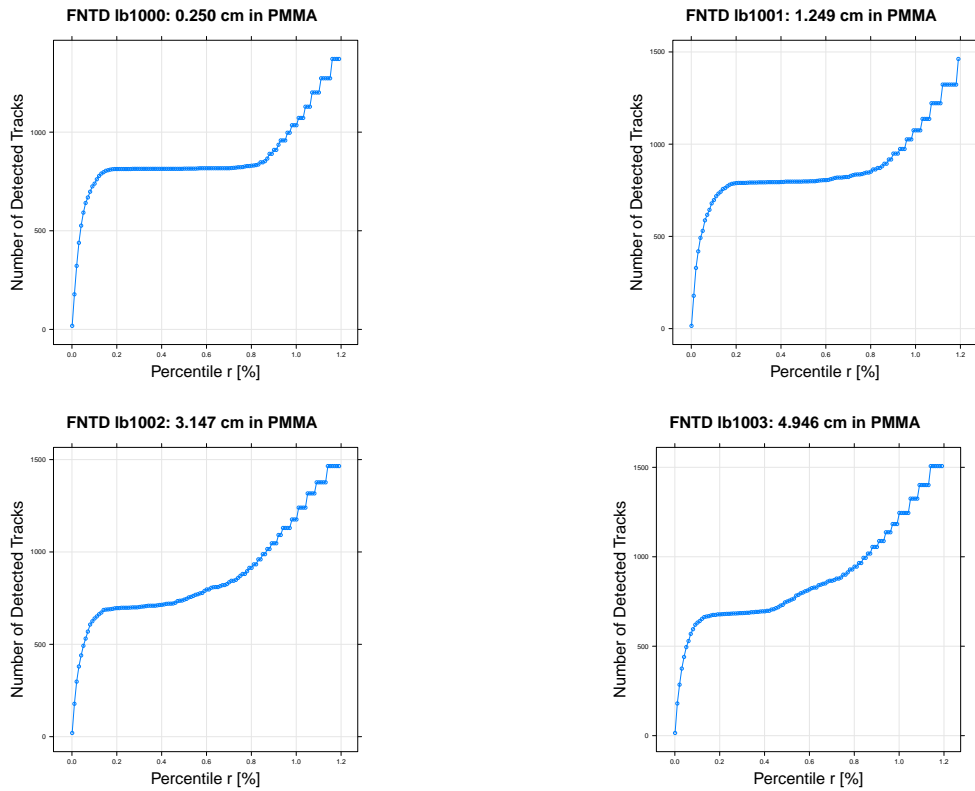 FNTD lb1000: 0.250 cm in PMMA
Number of Detected Tracks
1000
500
0
0.0 0.2 0.4 0.6 0.8 1.0 1.2
Percentile r [%]
FNTD lb1001: 1.249 cm in PMMA
Number of Detected Tracks
1500
1000
500
0
0.0 0.2 0.4 0.6 0.8 1.0 1.2
Percentile r [%]
FNTD lb1002: 3.147 cm in PMMA
Number of Detected Tracks
1500
1000
500
0
0.0 0.2 0.4 0.6 0.8 1.0 1.2
Percentile r [%]
FNTD lb1003: 4.946 cm in PMMA
Number of Detected Tracks
1500
1000
500
0
0.0 0.2 0.4 0.6 0.8 1.0 1.2
Percentile r [%]